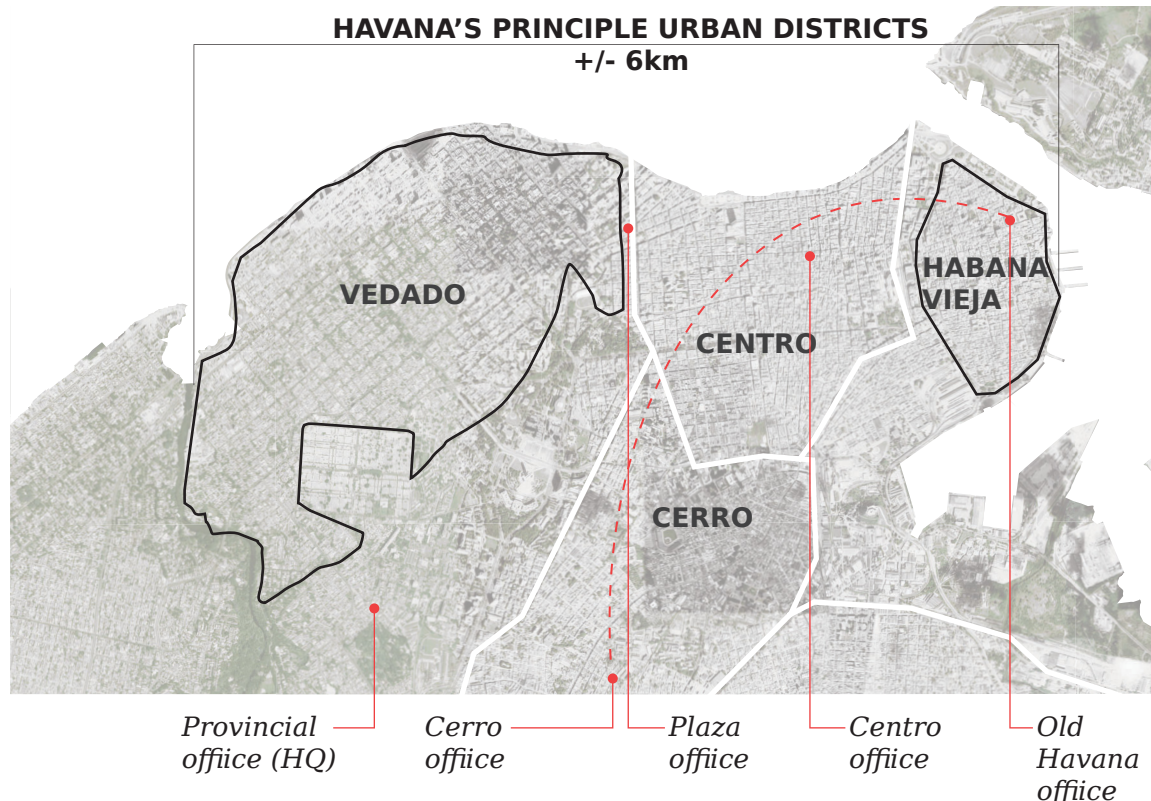 HAVANA’S PRINCIPLE URBAN DISTRICTS
+/- 6km
VEDADO
HABANA
VIEJA
CENTRO
CERRO
Provincial
offiice (HQ)
Cerro
offiice
Plaza
offiice
Centro
offiice
Old
Havana
offiice